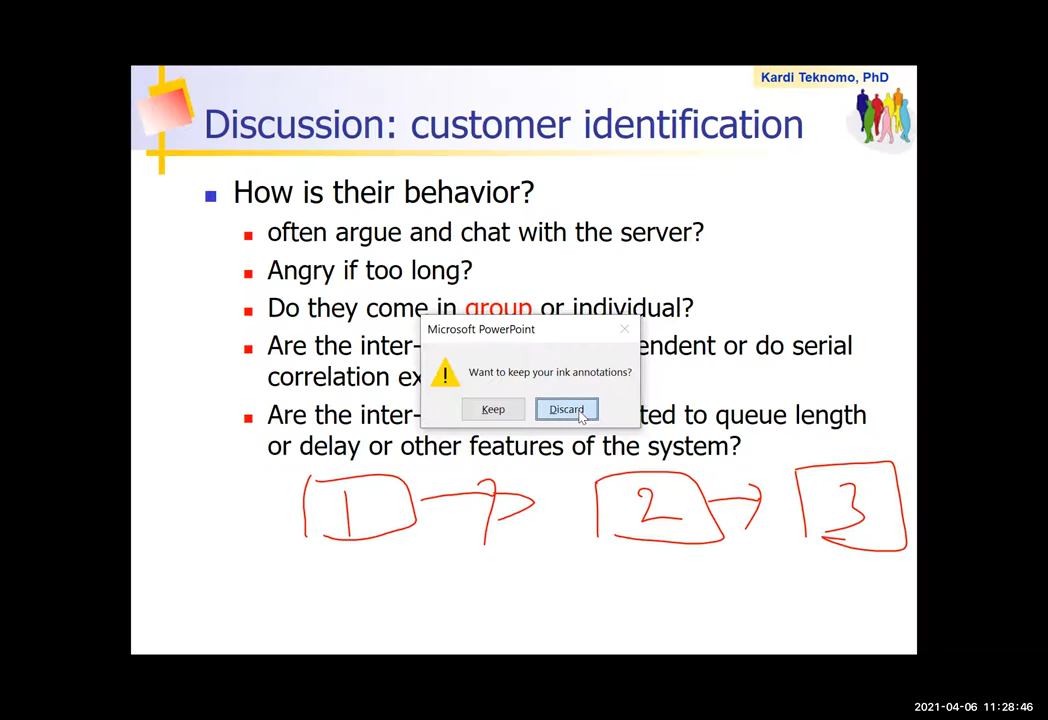 Kardi Teknomo, PhD
Discussion: customer identification
How is their behavior?
often argue and chat with the server?
Angry if too long?
Do they come in group or individual?
Microsoft PowerPoint
Are the inter- endent or do serial
Want to keep your ink annotations?
correlation ex
Keep Discard
Are the inter- ted to queue length
or delay or other features of the system?
1 2 3
2021-04-06 11:28:46